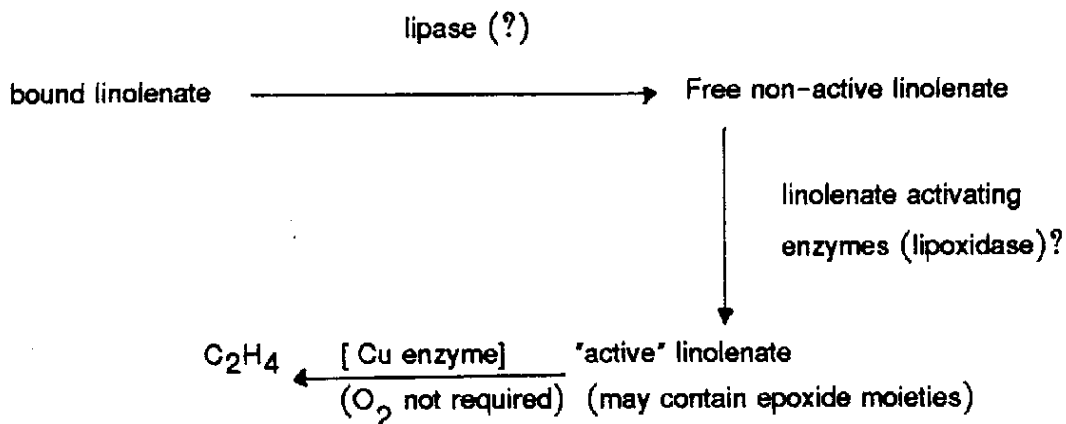 lipase (?)
bound linolenate
Free non-active linolenate
linolenate activating
enzymes (lipoxidase)?
C₂H₄ [ Cu enzyme] "active" linolenate
(O₂ not required) (may contain epoxide moieties)